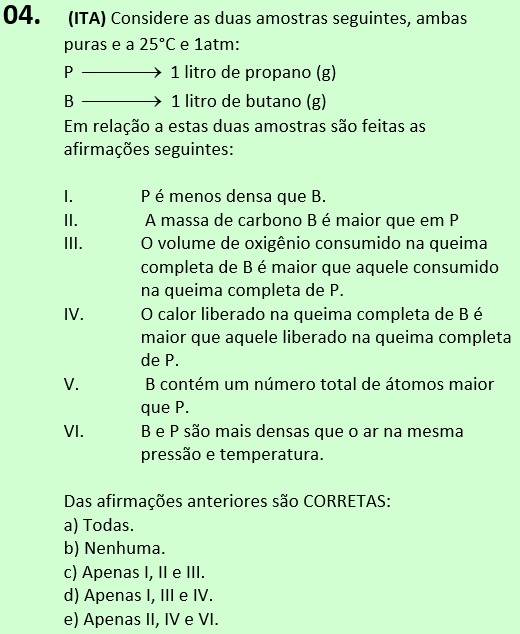 04. (ITA) Considere as duas amostras seguintes, ambas
puras e a 25°C e 1atm:
P ⟶ 1 litro de propano (g)
B ⟶ 1 litro de butano (g)
Em relação a estas duas amostras são feitas as
afirmações seguintes:
I. P é menos densa que B.
II. A massa de carbono B é maior que em P
III. O volume de oxigênio consumido na queima
completa de B é maior que aquele consumido
na queima completa de P.
IV. O calor liberado na queima completa de B é
maior que aquele liberado na queima completa
de P.
V. B contém um número total de átomos maior
que P.
VI. B e P são mais densas que o ar na mesma
pressão e temperatura.
Das afirmações anteriores são CORRETAS:
a) Todas.
b) Nenhuma.
c) Apenas I, II e III.
d) Apenas I, III e IV.
e) Apenas II, IV e VI.